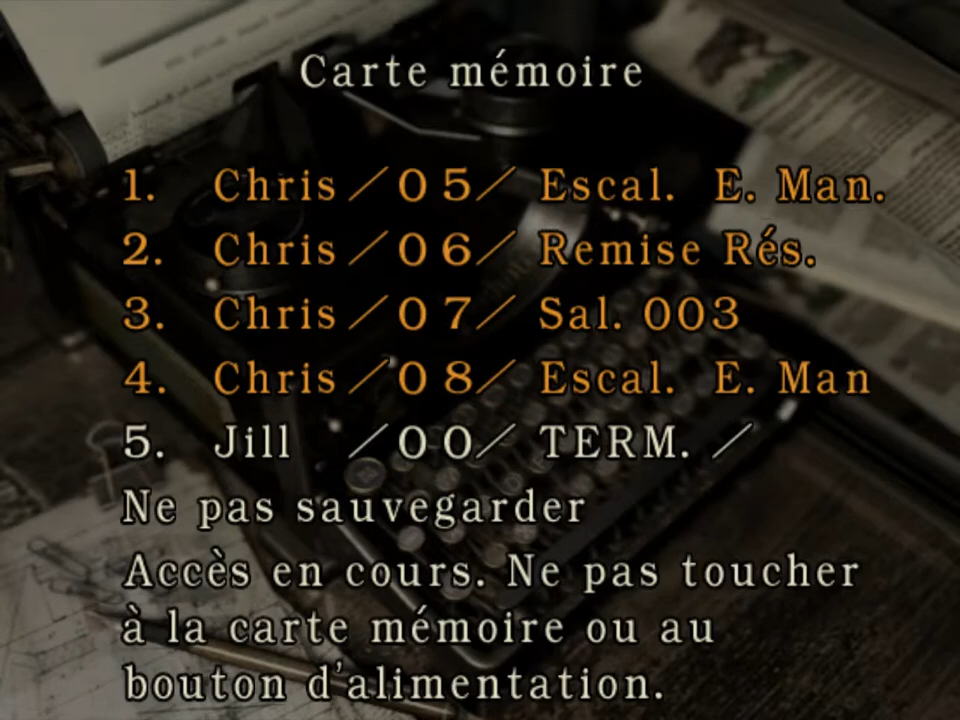 Carte mémoire
1. Chris ／05／ Escal. E. Man.
2. Chris ／06／ Remise Rés.
3. Chris ／07／ Sal. 003
4. Chris ／08／ Escal. E. Man
5. Jill ／00／ TERM. ／
Ne pas sauvegarder
Accès en cours. Ne pas toucher
à la carte mémoire ou au
bouton d'alimentation.